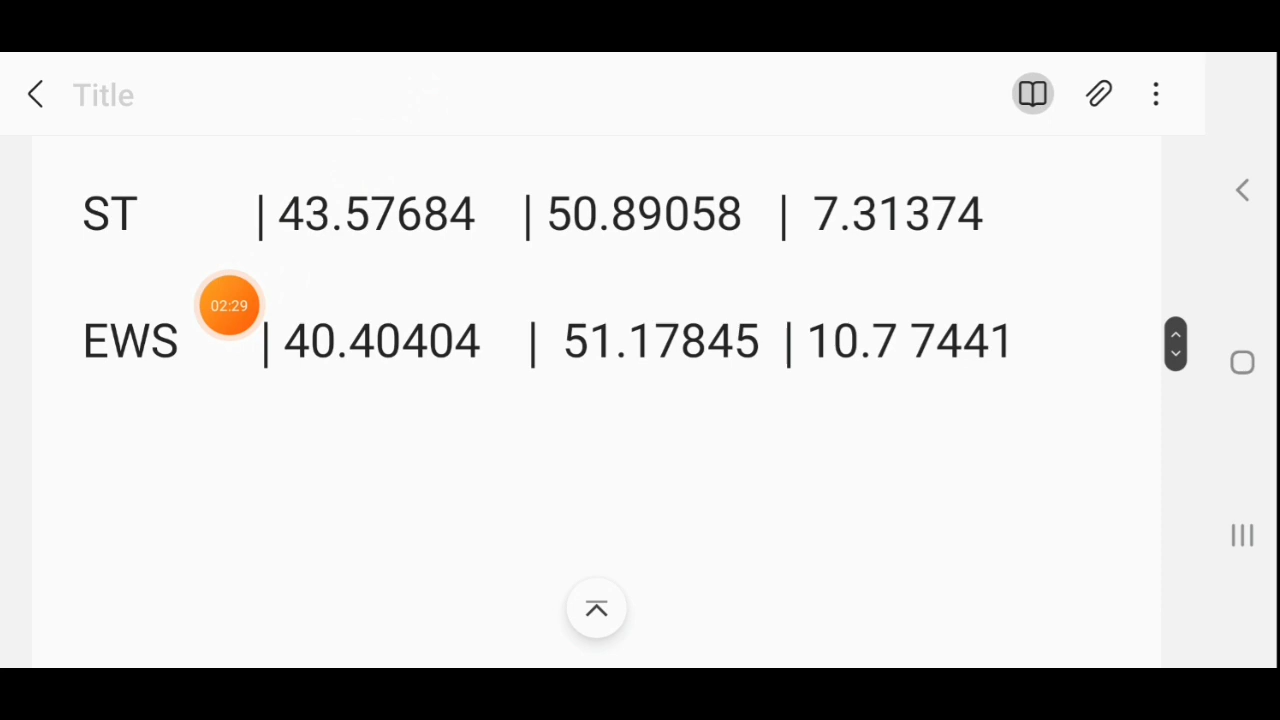 Title
ST | 43.57684 | 50.89058 | 7.31374
02:29
EWS | 40.40404 | 51.17845 | 10.7 7441